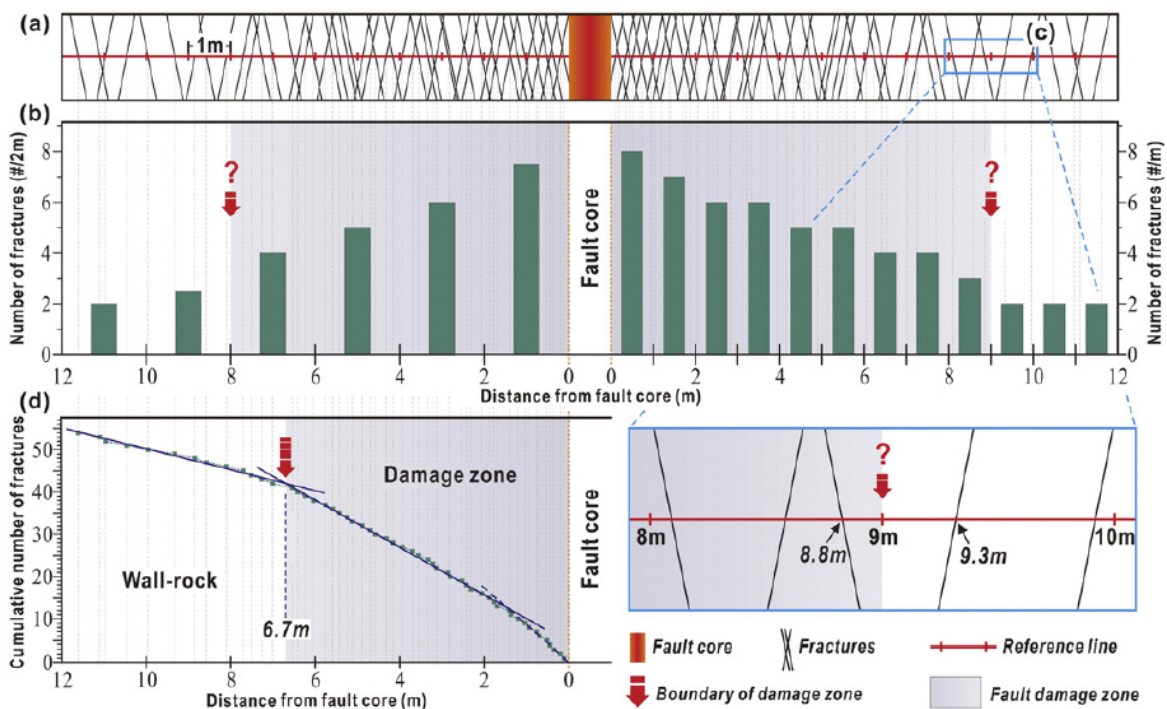 (a)
1m
(c)
(b)
Number of fractures (#/2m)
8
6
4
2
0
?
Fault core
?
8
6
4
2
0
Number of fractures (#/m)
12 10 8 6 4 2 0 0 2 4 6 8 10 12
Distance from fault core (m)
Distance from fault core (m)
(d)
Cumulative number of fractures
50
40
30
20
10
0
Damage zone
Wall-rock
6.7m
Fault core
12 10 8 6 4 2 0
Distance from fault core (m)
?
8m
8.8m
9m
9.3m
10m
Fault core
Fractures
Reference line
Boundary of damage zone
Fault damage zone